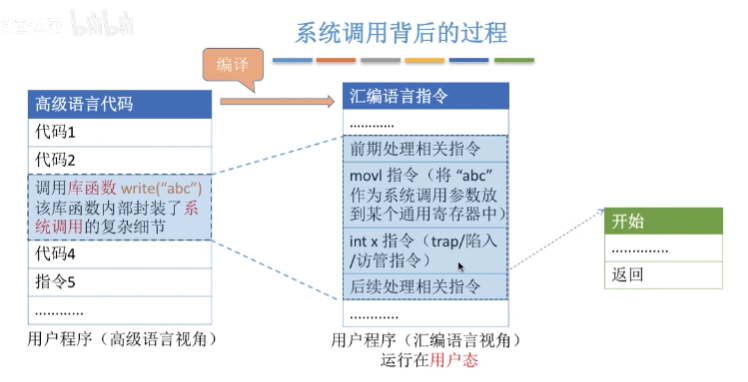 系统调用背后的过程
编译
高级语言代码
代码1
代码2
调用库函数 write(“abc”)
该库函数内部封装了系
统调用的复杂细节
代码4
指令5
…………
用户程序（高级语言视角）
汇编语言指令
…………
前期处理相关指令
movl 指令（将 “abc”
作为系统调用参数放
到某个通用寄存器中）
int x 指令（trap/陷入
/访管指令）
后续处理相关指令
…………
用户程序（汇编语言视角）
运行在用户态
开始
…………..
返回